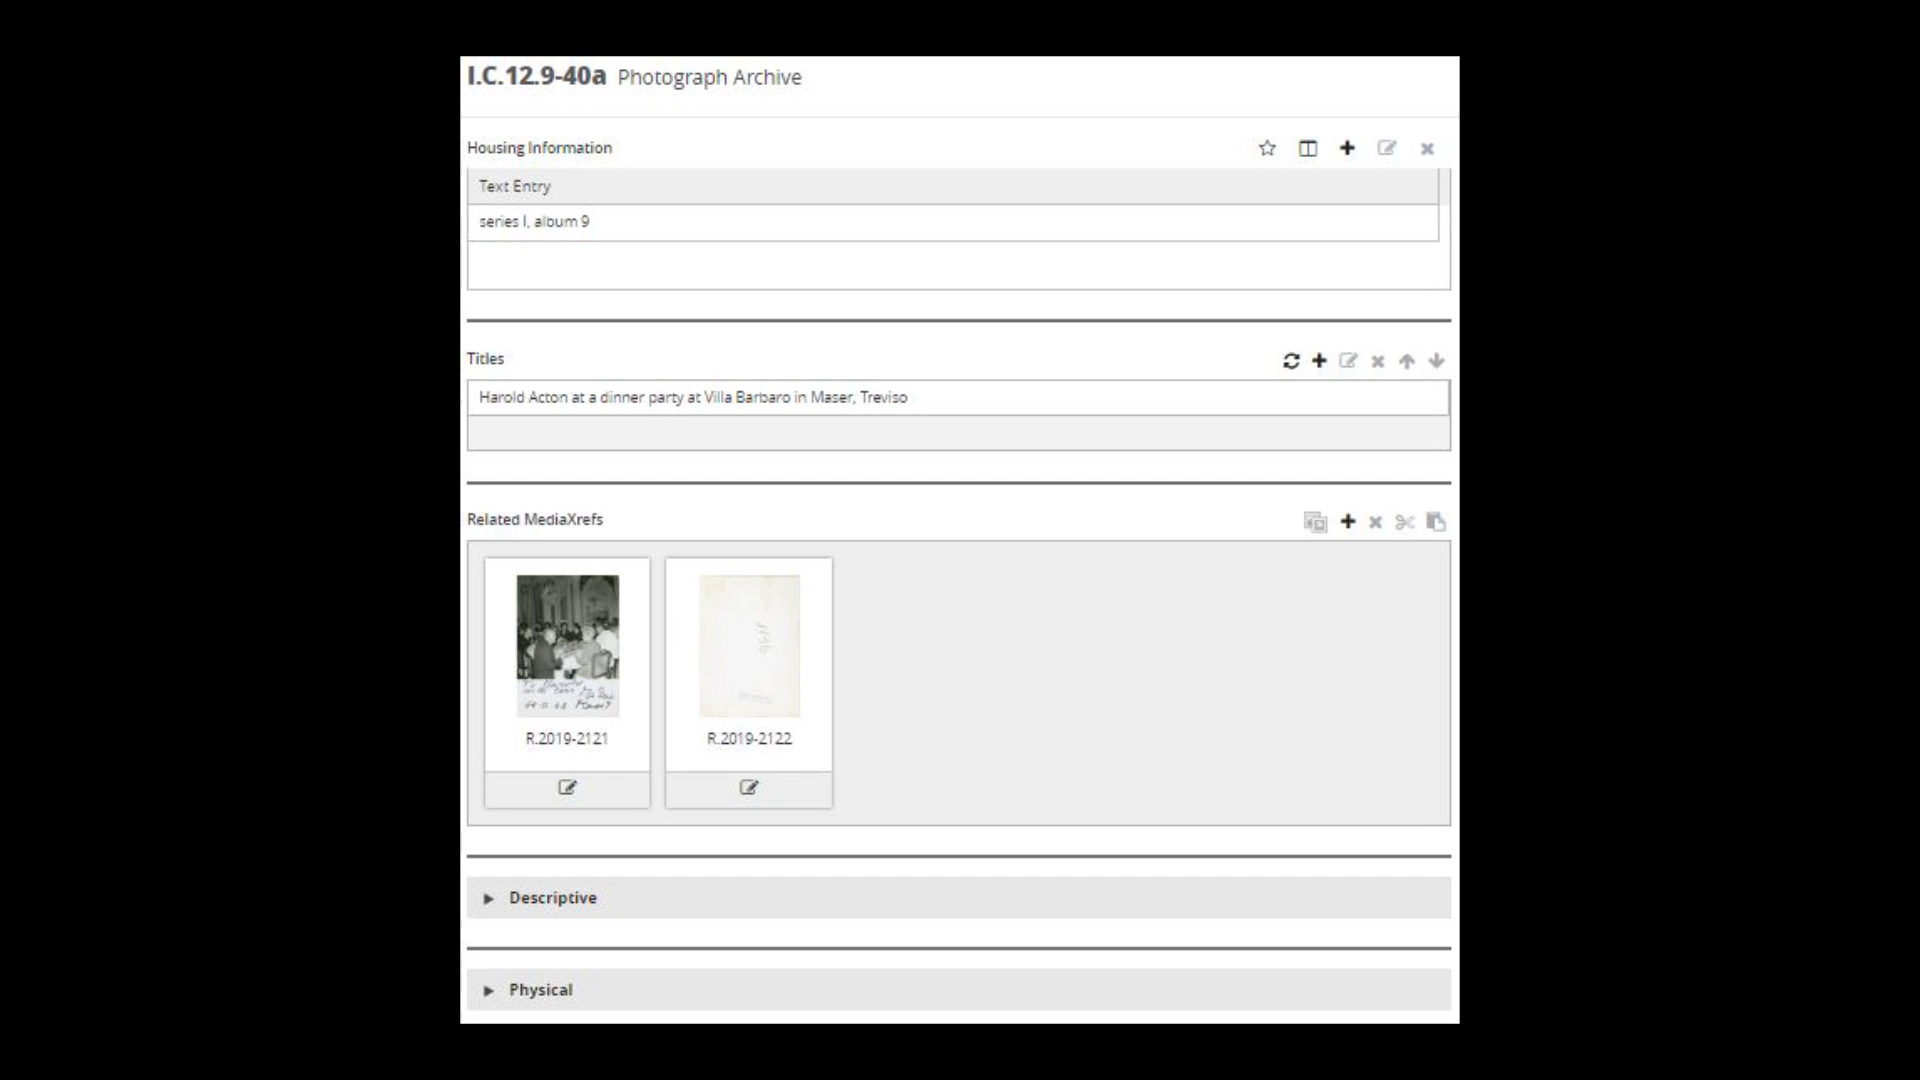 I.C.12.9-40a Photograph Archive
Housing Information
Text Entry
series I, album 9
Titles
Harold Acton at a dinner party at Villa Barbaro in Maser, Treviso
Related MediaXrefs
R.2019-2121
R.2019-2122
Descriptive
Physical